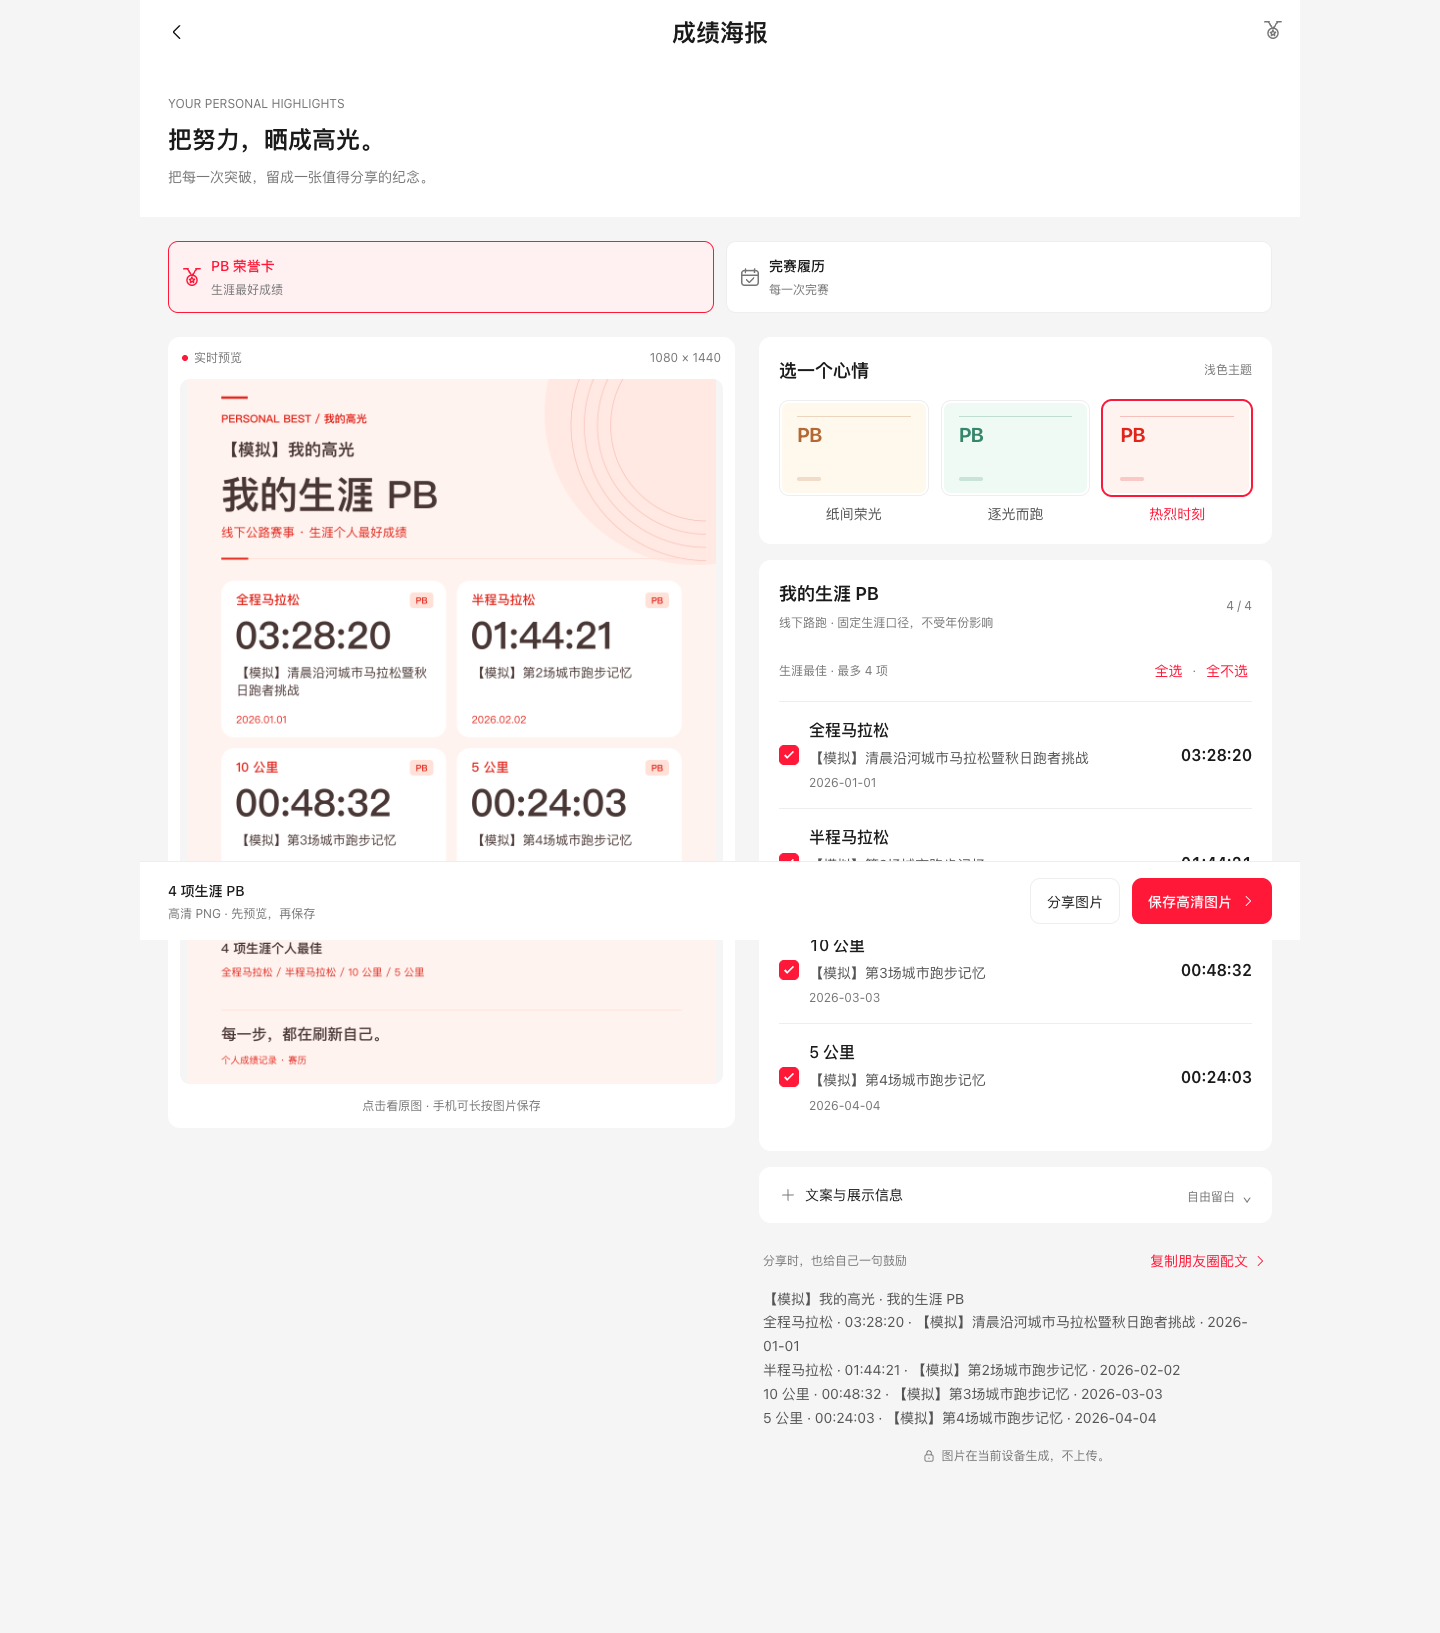 成绩海报
YOUR PERSONAL HIGHLIGHTS
把努力，晒成高光。
把每一次突破，留成一张值得分享的纪念。
PB 荣誉卡
生涯最好成绩
完赛履历
每一次完赛
实时预览
1080 × 1440
PERSONAL BEST / 我的高光
【模拟】我的高光
我的生涯 PB
线下公路赛事 · 生涯个人最好成绩
全程马拉松
PB
03:28:20
【模拟】清晨沿河城市马拉松暨秋
日跑者挑战
2026.01.01
半程马拉松
PB
01:44:21
【模拟】第2场城市跑步记忆
2026.02.02
10 公里
PB
00:48:32
【模拟】第3场城市跑步记忆
5 公里
PB
00:24:03
【模拟】第4场城市跑步记忆
4 项生涯个人最佳
全程马拉松 / 半程马拉松 / 10 公里 / 5 公里
每一步，都在刷新自己。
个人成绩记录 · 赛历
点击看原图 · 手机可长按图片保存
选一个心情
浅色主题
PB
纸间荣光
PB
逐光而跑
PB
热烈时刻
我的生涯 PB
线下路跑 · 固定生涯口径，不受年份影响
4 / 4
生涯最佳 · 最多 4 项
全选 · 全不选
全程马拉松
【模拟】清晨沿河城市马拉松暨秋日跑者挑战
2026-01-01
03:28:20
半程马拉松
4 项生涯 PB
高清 PNG · 先预览，再保存
分享图片
保存高清图片
10 公里
【模拟】第3场城市跑步记忆
2026-03-03
00:48:32
5 公里
【模拟】第4场城市跑步记忆
2026-04-04
00:24:03
文案与展示信息
自由留白
分享时，也给自己一句鼓励
复制朋友圈配文
【模拟】我的高光 · 我的生涯 PB
全程马拉松 · 03:28:20 · 【模拟】清晨沿河城市马拉松暨秋日跑者挑战 · 2026-
01-01
半程马拉松 · 01:44:21 · 【模拟】第2场城市跑步记忆 · 2026-02-02
10 公里 · 00:48:32 · 【模拟】第3场城市跑步记忆 · 2026-03-03
5 公里 · 00:24:03 · 【模拟】第4场城市跑步记忆 · 2026-04-04
图片在当前设备生成，不上传。